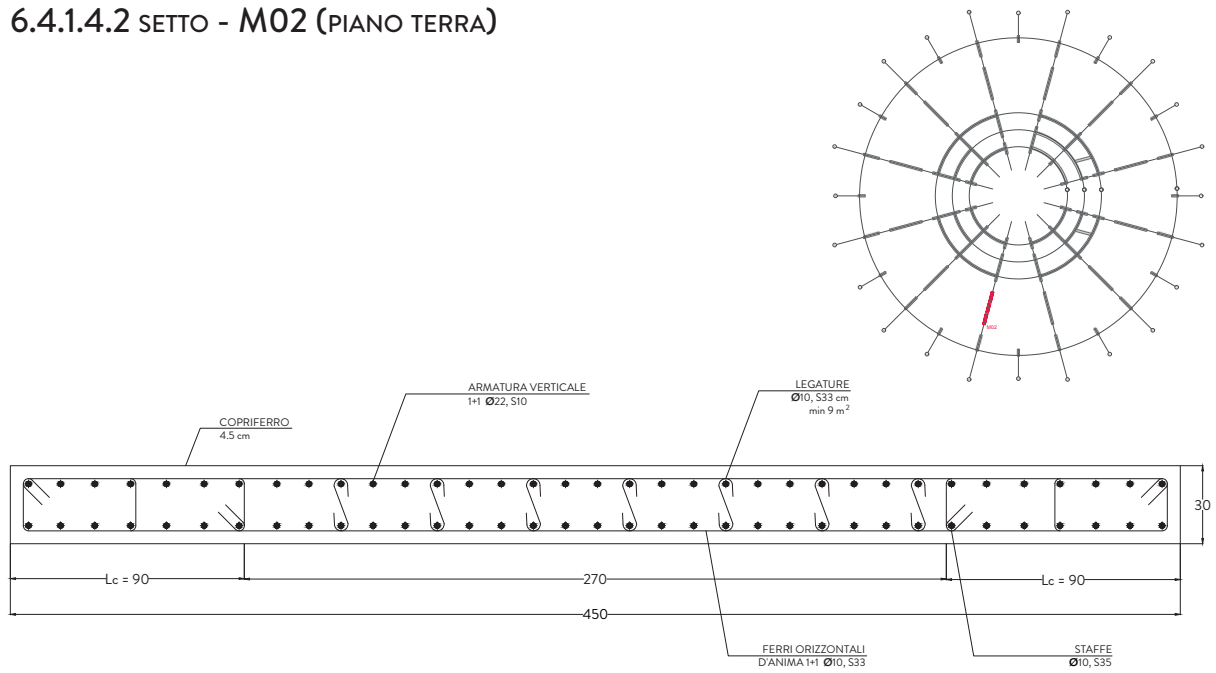 6.4.1.4.2 SETTO - M02 (PIANO TERRA)
M02
ARMATURA VERTICALE
1+1 Ø22, S10
LEGATURE
Ø10, S33 cm
min 9 m²
COPRIFERRO
4.5 cm
30
Lc = 90
270
Lc = 90
450
FERRI ORIZZONTALI
D'ANIMA 1+1 Ø10, S33
STAFFE
Ø10, S35